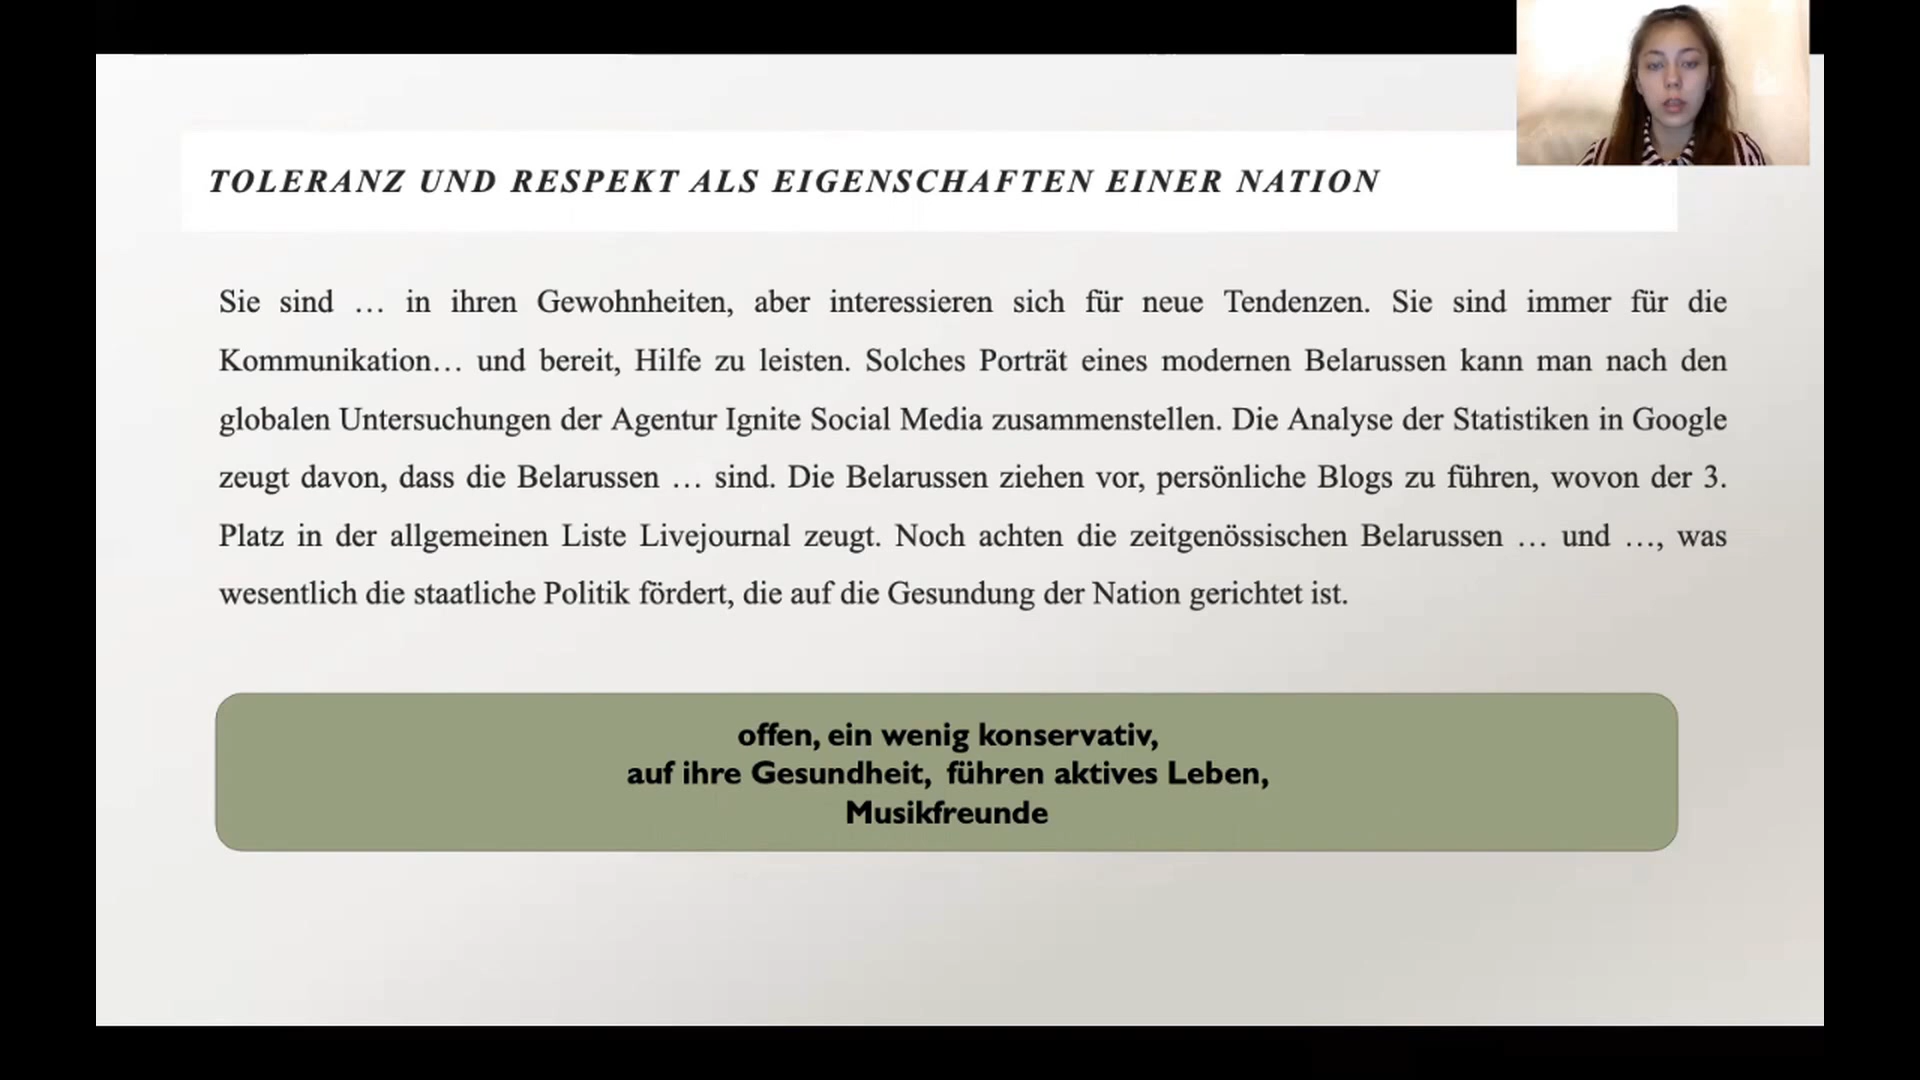 TOLERANZ UND RESPEKT ALS EIGENSCHAFTEN EINER NATION
Sie sind … in ihren Gewohnheiten, aber interessieren sich für neue Tendenzen. Sie sind immer für die
Kommunikation… und bereit, Hilfe zu leisten. Solches Porträt eines modernen Belarussen kann man nach den
globalen Untersuchungen der Agentur Ignite Social Media zusammenstellen. Die Analyse der Statistiken in Google
zeugt davon, dass die Belarussen … sind. Die Belarussen ziehen vor, persönliche Blogs zu führen, wovon der 3.
Platz in der allgemeinen Liste Livejournal zeugt. Noch achten die zeitgenössischen Belarussen … und …, was
wesentlich die staatliche Politik fördert, die auf die Gesundung der Nation gerichtet ist.
offen, ein wenig konservativ,
auf ihre Gesundheit, führen aktives Leben,
Musikfreunde